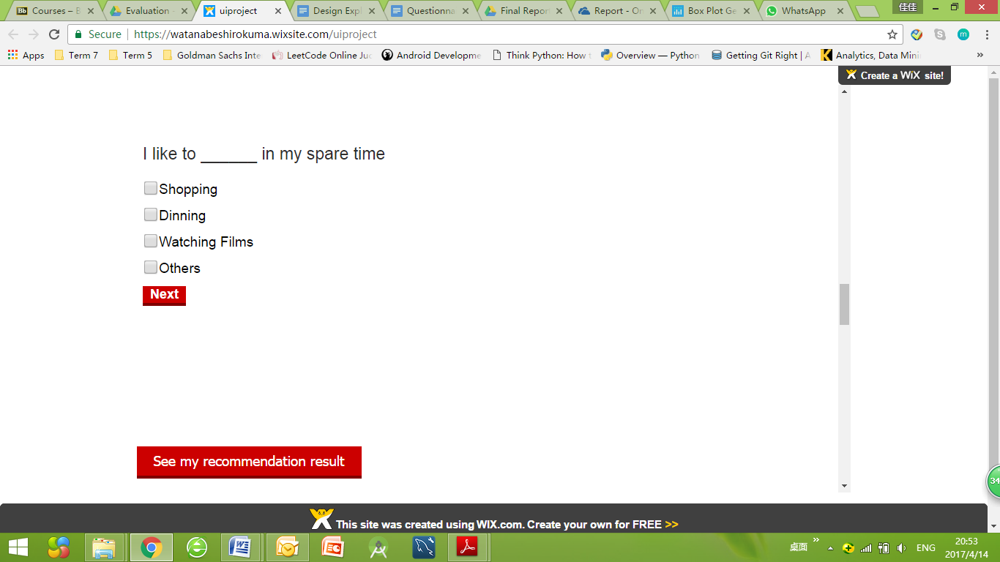 Courses – B
Evaluation -
uiproject
Design Expl
Questionna
Final Repor
Report - On
Box Plot Ge
WhatsApp
佳佳
Secure
https://watanabeshirokuma.wixsite.com/uiproject
m
Apps
Term 7
Term 5
Goldman Sachs Inte
LeetCode Online Juc
Android Developme
Think Python: How t
Overview — Python
Getting Git Right | A
Analytics, Data Mini
»
Create a WiX site!
I like to ______ in my spare time
Shopping
Dinning
Watching Films
Others
Next
See my recommendation result
34
This site was created using WIX.com. Create your own for FREE >>
桌面
»
ENG
20:53
2017/4/14